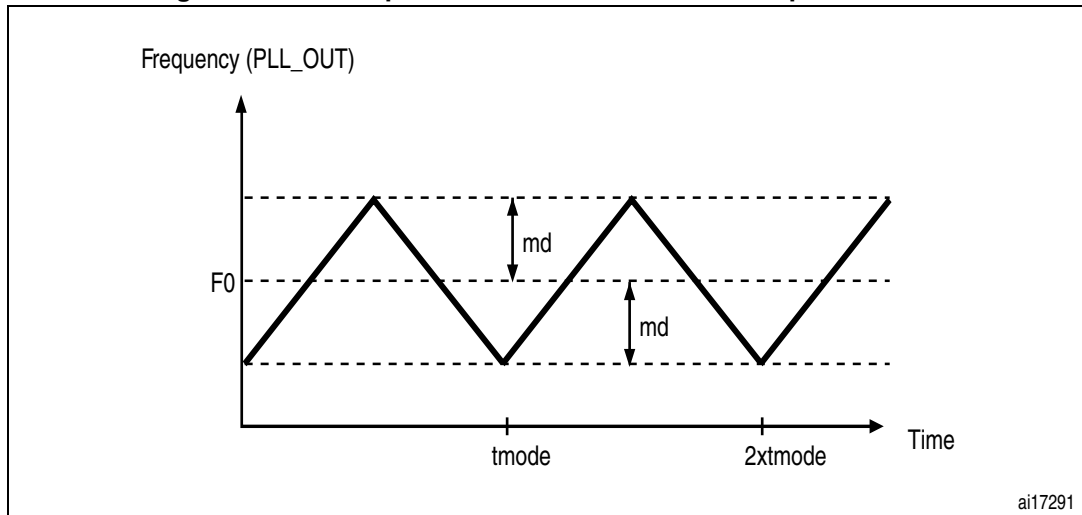 Frequency (PLL_OUT)
md
F0
md
tmode
2xtmode
Time
ai17291